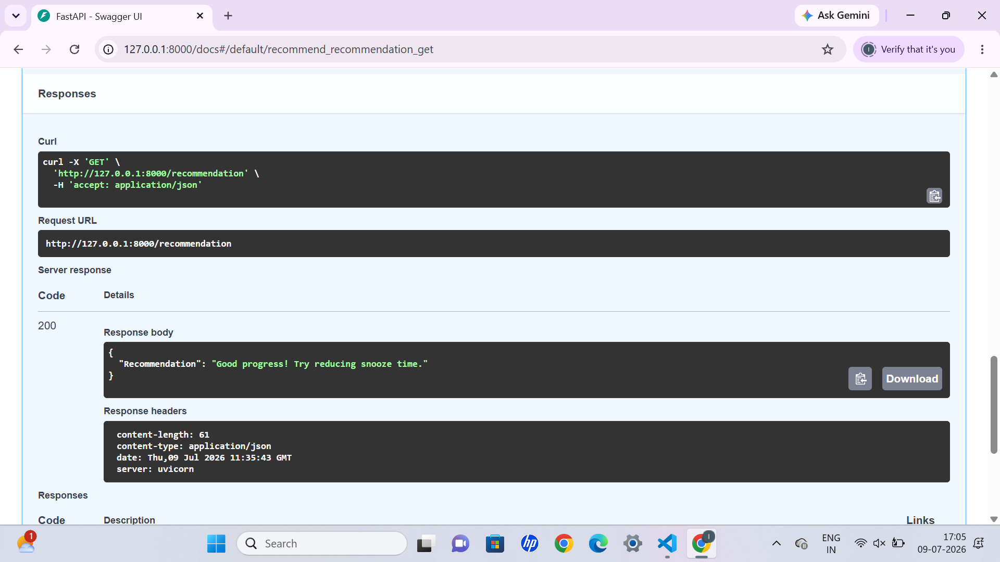 FastAPI - Swagger UI
Ask Gemini
127.0.0.1:8000/docs#/default/recommend_recommendation_get
Verify that it's you
Responses
Curl
curl -X 'GET' \
'http://127.0.0.1:8000/recommendation' \
-H 'accept: application/json'
Request URL
http://127.0.0.1:8000/recommendation
Server response
Code Details
200
Response body
{
"Recommendation": "Good progress! Try reducing snooze time."
}
Download
Response headers
content-length: 61
content-type: application/json
date: Thu,09 Jul 2026 11:35:43 GMT
server: uvicorn
Responses
Code Description Links
1
Search
hp
I
ENG
IN
17:05
09-07-2026